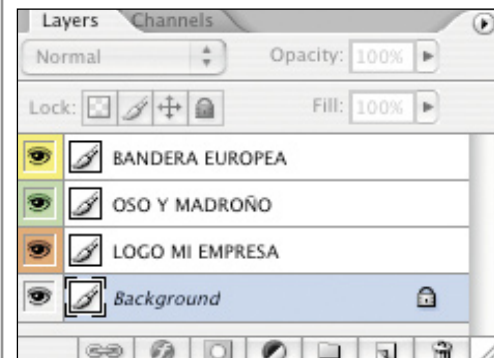 Layers Channels
Normal Opacity: 100%
Lock: Fill: 100%
BANDERA EUROPEA
OSO Y MADROÑO
LOGO MI EMPRESA
Background